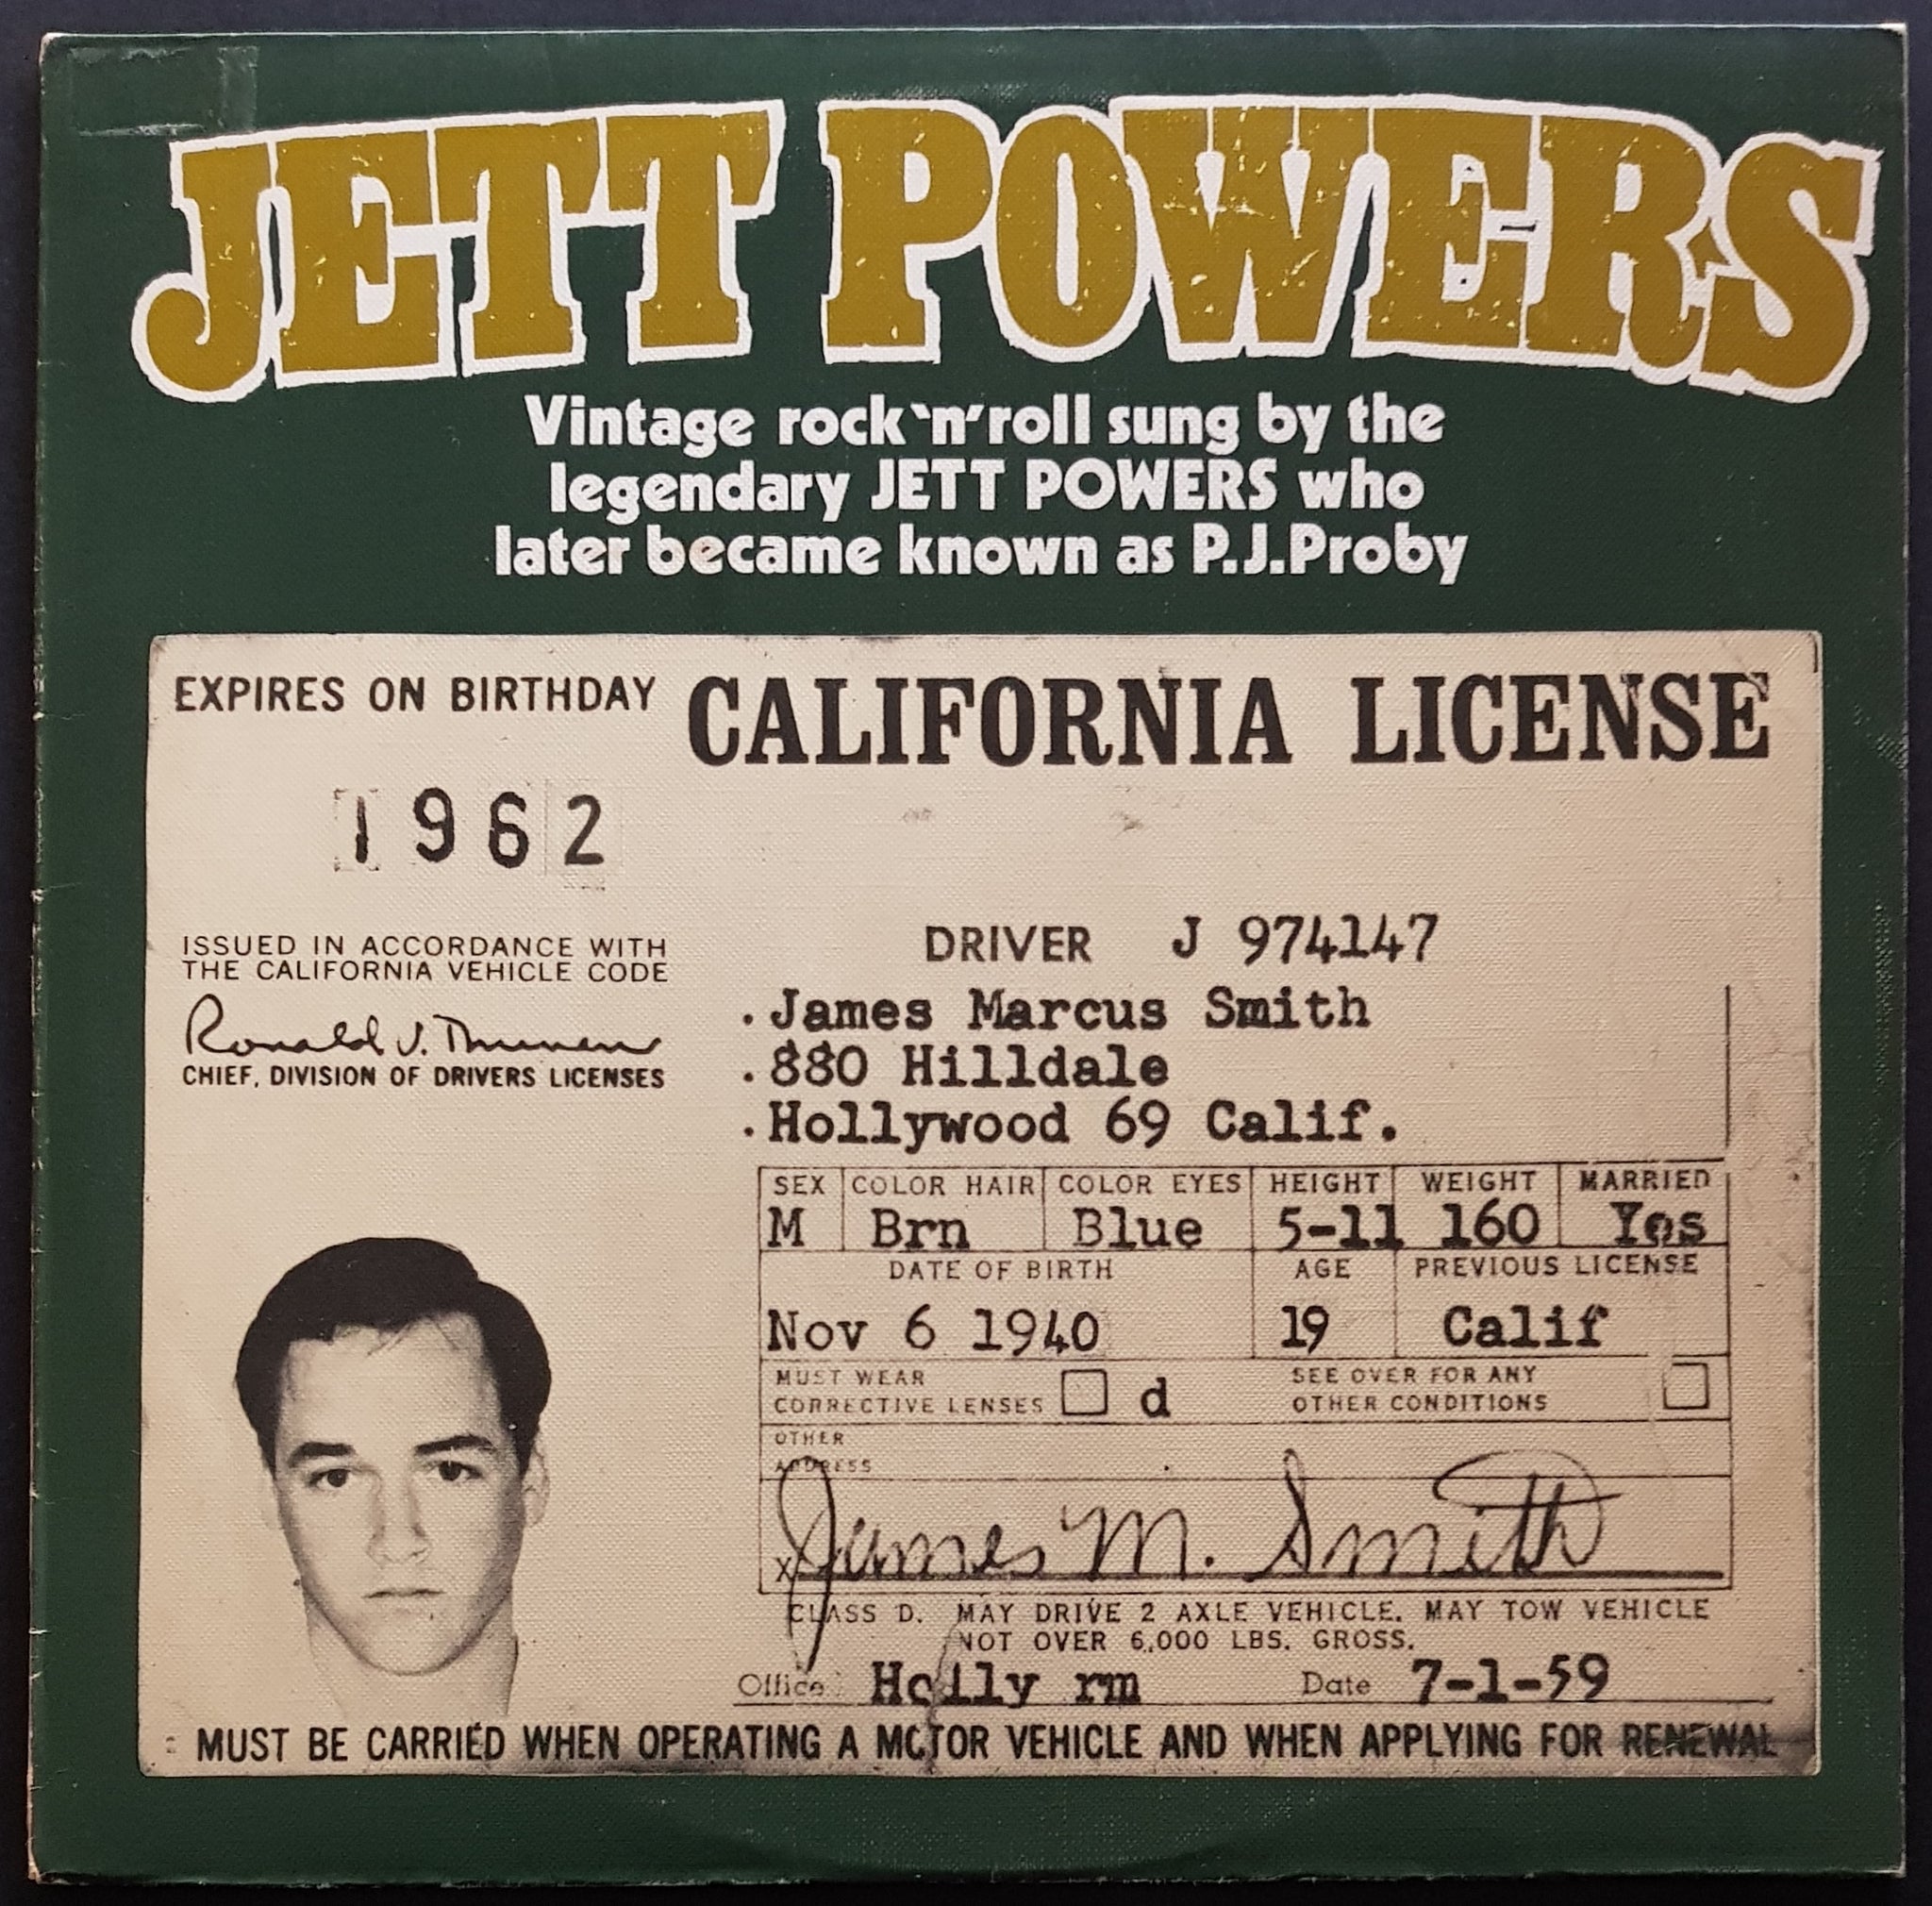 JETT POWERS
Vintage rock‵n′roll sung by the
legendary JETT POWERS who
later became known as P.J.Proby
EXPIRES ON BIRTHDAY
CALIFORNIA LICENSE
1962
ISSUED IN ACCORDANCE WITH
THE CALIFORNIA VEHICLE CODE
Ronald J.
CHIEF, DIVISION OF DRIVERS LICENSES
DRIVER J 974147
James Marcus Smith
880 Hilldale
Hollywood 69 Calif.
SEX COLOR HAIR COLOR EYES HEIGHT WEIGHT MARRIED
M Brn Blue 5-11 160 Yes
DATE OF BIRTH AGE PREVIOUS LICENSE
Nov 6 1940 19 Calif
MUST WEAR SEE OVER FOR ANY
CORRECTIVE LENSES d OTHER CONDITIONS
OTHER
ADDRESS
X James M. Smith
CLASS D. MAY DRIVE 2 AXLE VEHICLE. MAY TOW VEHICLE
NOT OVER 6,000 LBS. GROSS.
Office Holly rm Date 7-1-59
MUST BE CARRIED WHEN OPERATING A MOTOR VEHICLE AND WHEN APPLYING FOR RENEWAL